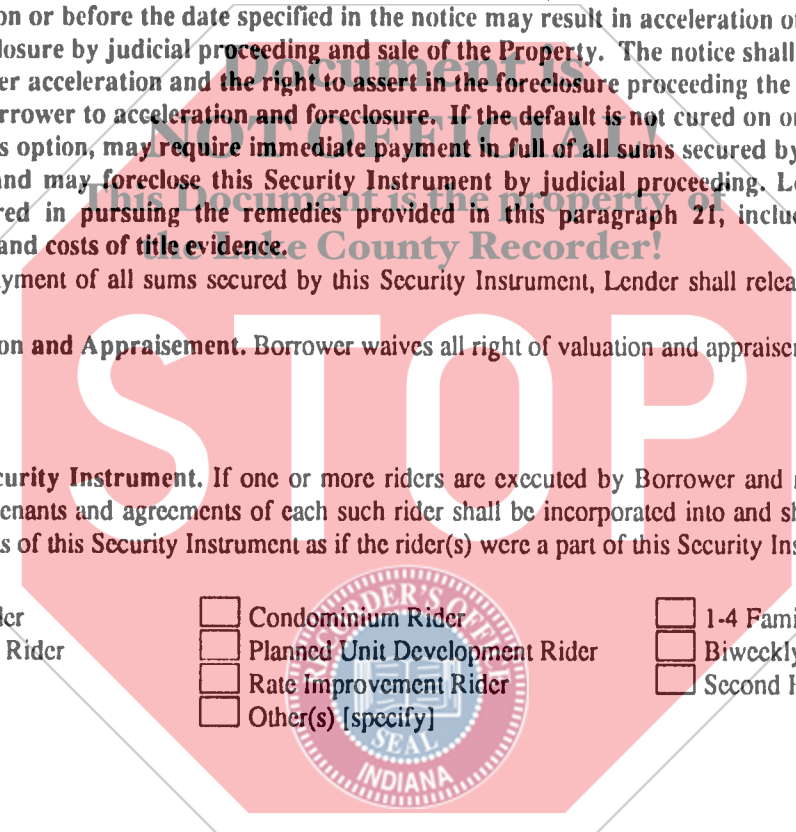 on or before the date specified in the notice may result in acceleration o
losure by judicial proceeding and sale of the Property. The notice shall
er acceleration and the right to assert in the foreclosure proceeding the
rrower to acceleration and foreclosure. If the default is not cured on o
s option, may require immediate payment in full of all sums secured by
and may foreclose this Security Instrument by judicial proceeding. L
red in pursuing the remedies provided in this paragraph 21, inclu
and costs of title evidence.
yment of all sums secured by this Security Instrument, Lender shall relea
on and Appraisement. Borrower waives all right of valuation and appraise
curity Instrument. If one or more riders are executed by Borrower and
enants and agreements of each such rider shall be incorporated into and sh
s of this Security Instrument as if the rider(s) were a part of this Security Ins
der
Condominium Rider
1-4 Fami
Rider
Planned Unit Development Rider
Biweekly
Rate Improvement Rider
Second H
Other(s) [specify]
Document is
NOT OFFICIAL!
This Document is the property of
the Lake County Recorder!
STOP
RECORDER'S OFFICE
SEAL
INDIANA